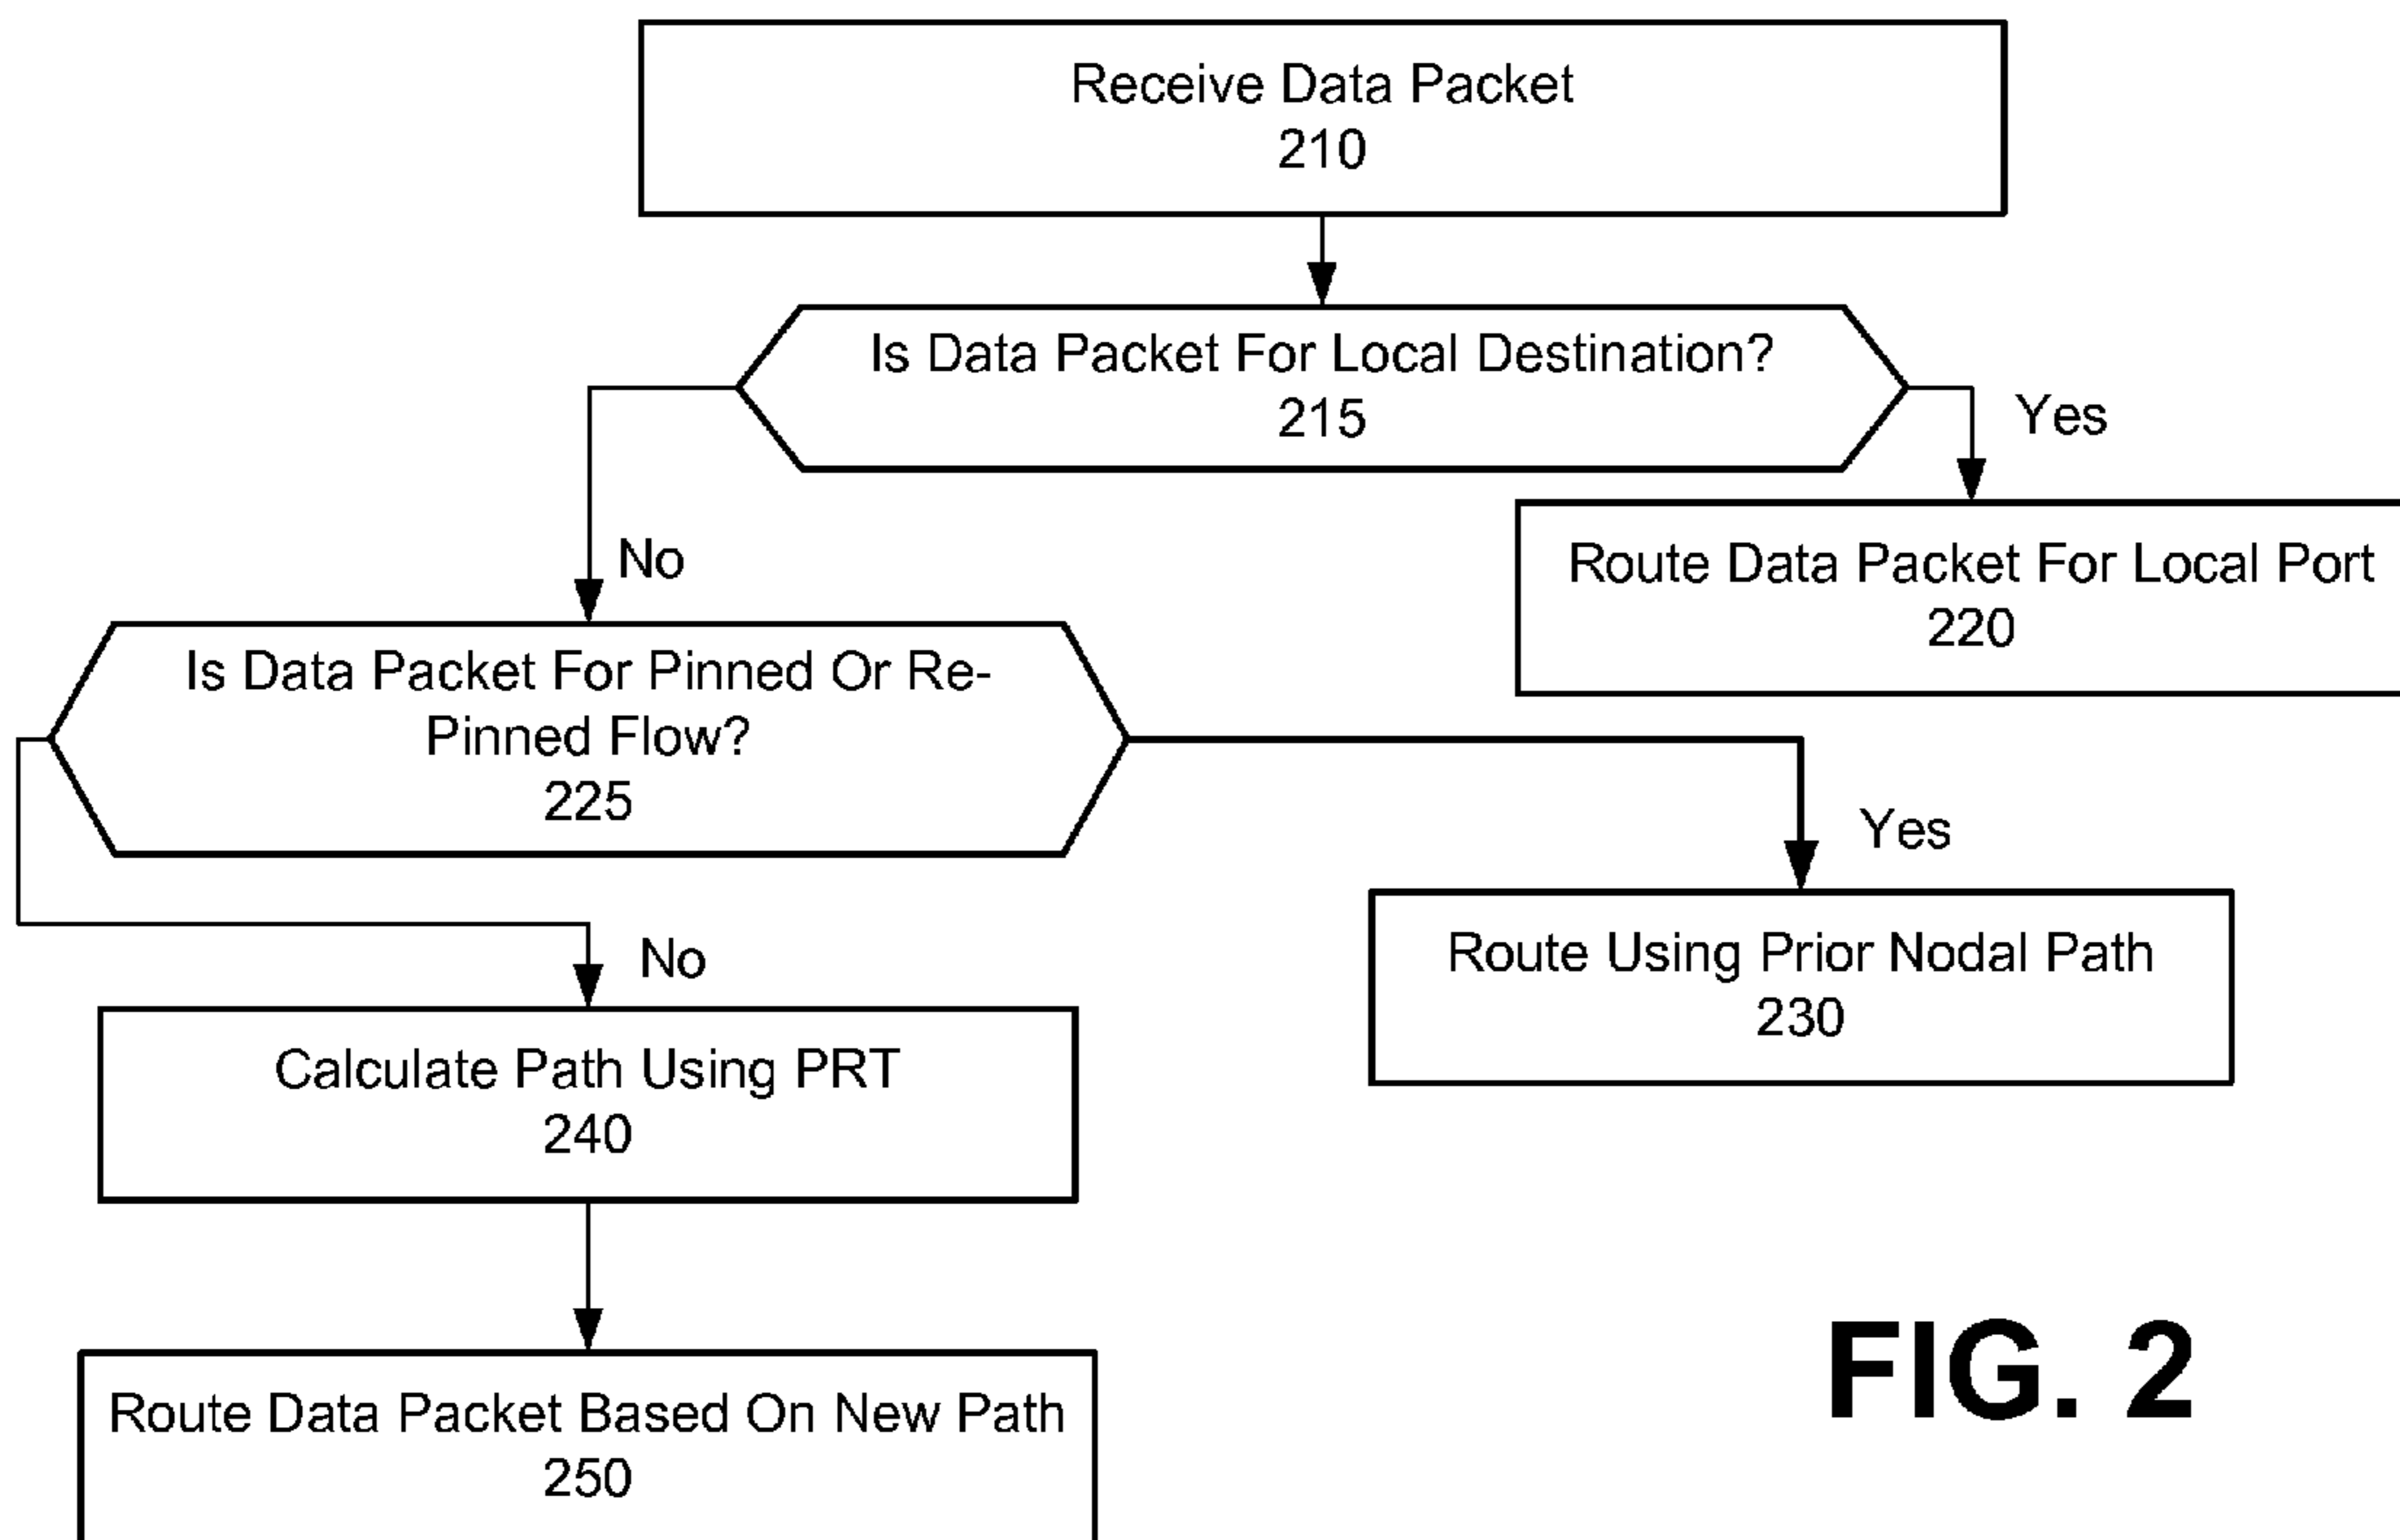 Receive Data Packet
210
Is Data Packet For Local Destination?
215
Yes
No
Route Data Packet For Local Port
220
Is Data Packet For Pinned Or Re-
Pinned Flow?
225
Yes
No
Route Using Prior Nodal Path
230
Calculate Path Using PRT
240
Route Data Packet Based On New Path
250
FIG. 2